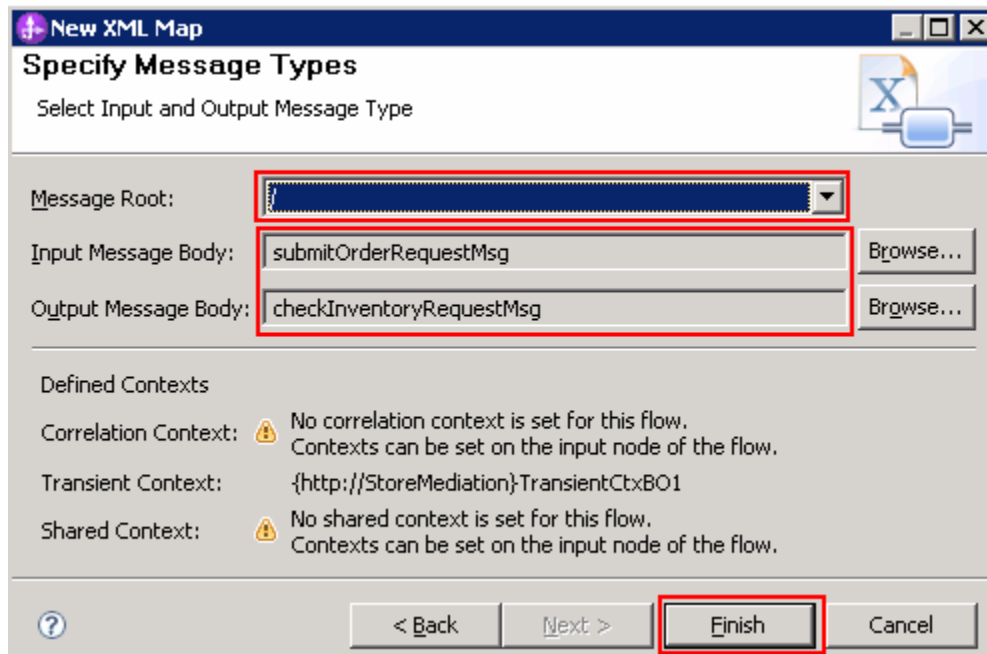 New XML Map
Specify Message Types
Select Input and Output Message Type
X
Message Root: /
Input Message Body: submitOrderRequestMsg Browse...
Output Message Body: checkInventoryRequestMsg Browse...
Defined Contexts
Correlation Context: No correlation context is set for this flow.
Contexts can be set on the input node of the flow.
Transient Context: {http://StoreMediation}TransientCtxBO1
Shared Context: No shared context is set for this flow.
Contexts can be set on the input node of the flow.
? < Back Next > Finish Cancel